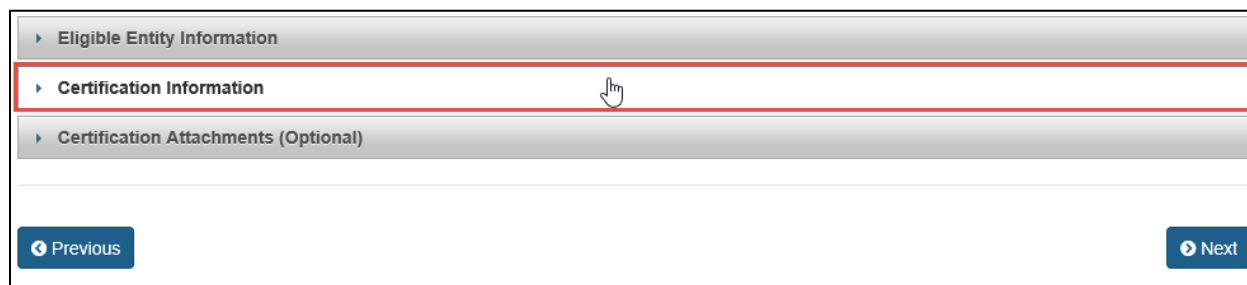 Eligible Entity Information
Certification Information
Certification Attachments (Optional)
Previous
Next